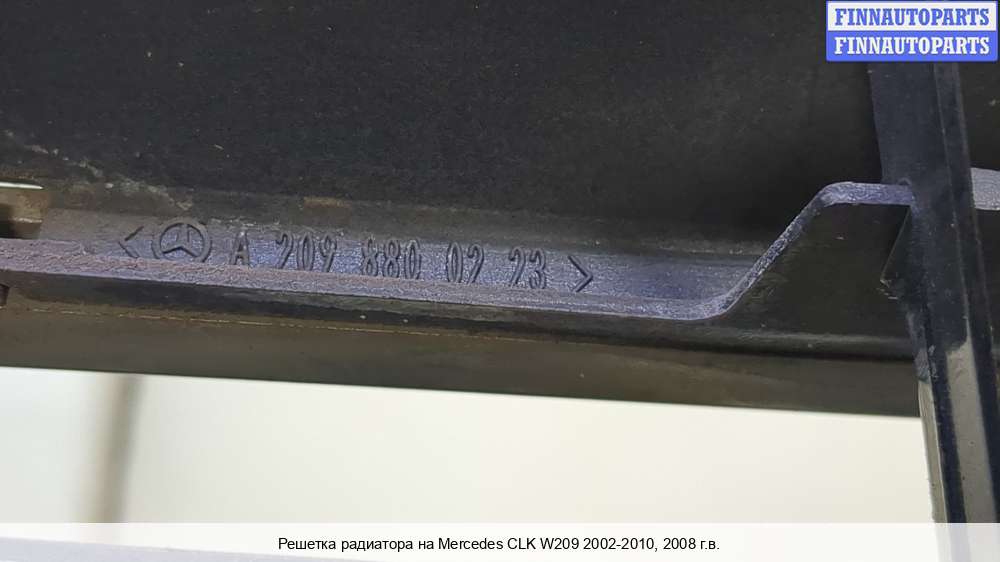 FINNAUTOPARTS
FINNAUTOPARTS
< A 209 880 02 23 >
Решетка радиатора на Mercedes CLK W209 2002-2010, 2008 г.в.